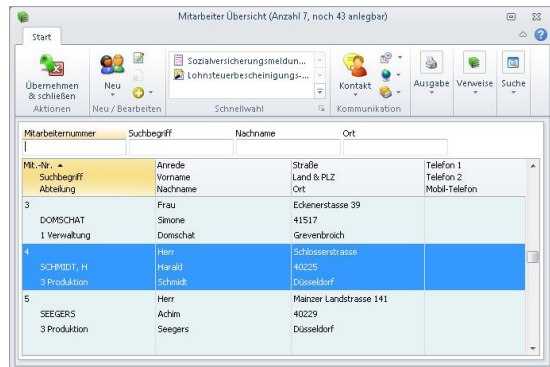 Mitarbeiter Übersicht (Anzahl 7, noch 43 anlegbar)
Start
Übernehmen & schließen
Neu
Sozialversicherungsmeldun...
Lohnsteuerbescheinigungs-...
Kontakt
Ausgabe
Verweise
Suche
Aktionen
Neu / Bearbeiten
Schnellwahl
Kommunikation
Mitarbeiternummer Suchbegriff Nachname Ort
Mit.-Nr. Anrede Straße Telefon 1
Suchbegriff Vorname Land & PLZ Telefon 2
Abteilung Nachname Ort Mobil-Telefon
3 Frau Eckenerstasse 39
DOMSCHAT Simone 41517
1 Verwaltung Domschat Grevenbroich
4 Herr Schlosserstrasse
SCHMIDT, H Harald 40225
3 Produktion Schmidt Düsseldorf
5 Herr Mainzer Landstrasse 141
SEEGERS Achim 40229
3 Produktion Seegers Düsseldorf